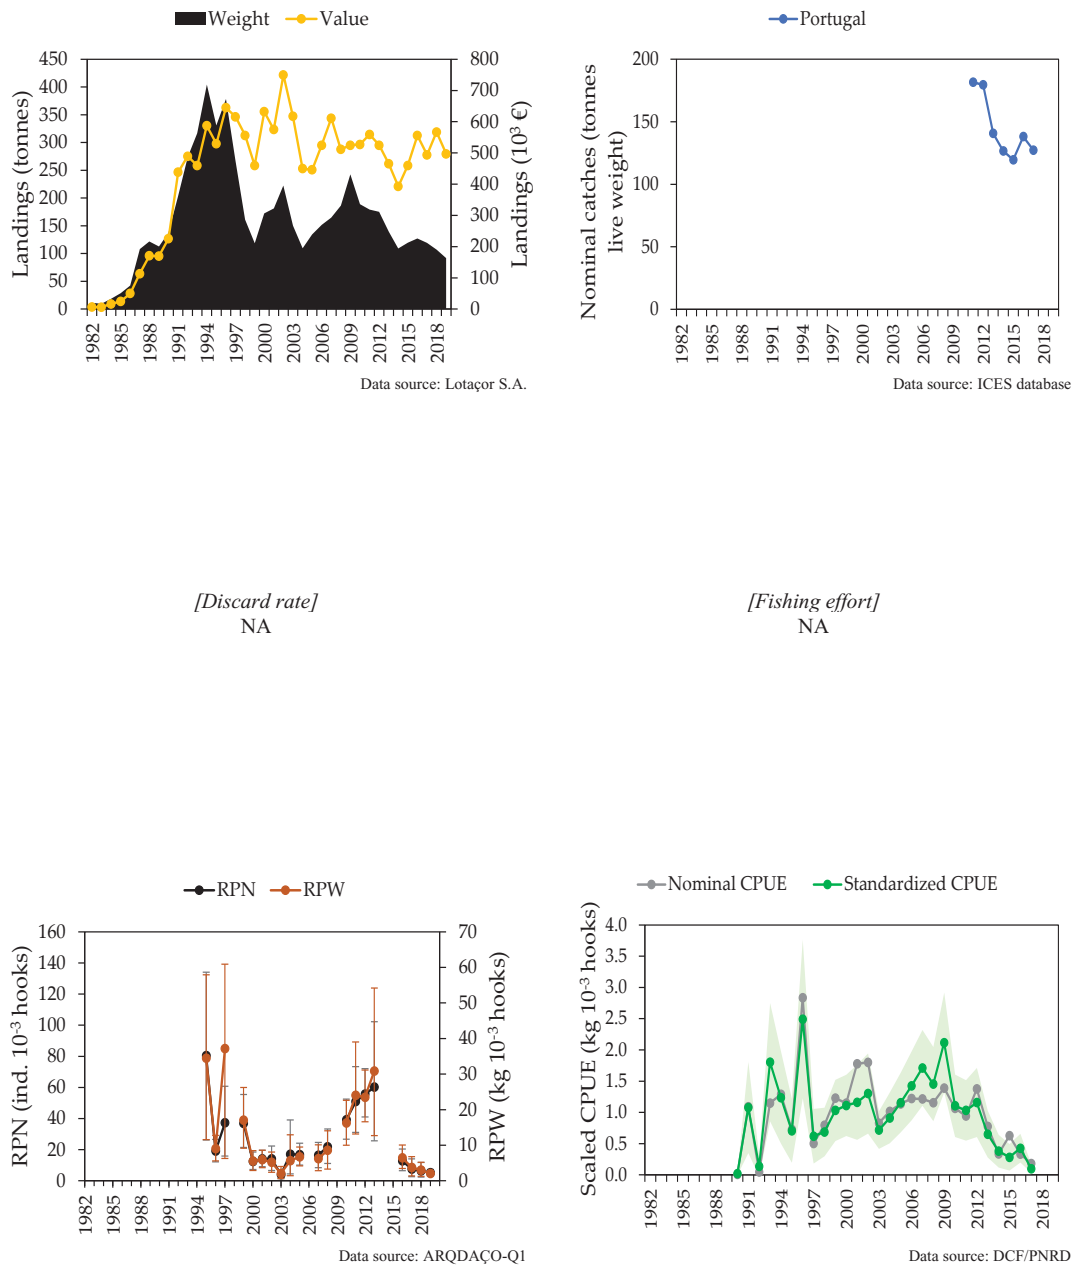 Weight Value
Landings (tonnes)
450
400
350
300
250
200
150
100
50
0
800
700
600
500
400
300
200
100
0
Landings (10³ €)
1982 1985 1988 1991 1994 1997 2000 2003 2006 2009 2012 2015 2018
Data source: Lotaçor S.A.
Portugal
Nominal catches (tonnes
live weight)
200
150
100
50
0
1982 1985 1988 1991 1994 1997 2000 2003 2006 2009 2012 2015 2018
Data source: ICES database
[Discard rate]
NA
[Fishing effort]
NA
RPN RPW
RPN (ind. 10⁻³ hooks)
160
140
120
100
80
60
40
20
0
70
60
50
40
30
20
10
0
RPW (kg 10⁻³ hooks)
1982 1985 1988 1991 1994 1997 2000 2003 2006 2009 2012 2015 2018
Data source: ARQDAÇO-Q1
Nominal CPUE Standardized CPUE
Scaled CPUE (kg 10⁻³ hooks)
4.0
3.5
3.0
2.5
2.0
1.5
1.0
0.5
0.0
1982 1985 1988 1991 1994 1997 2000 2003 2006 2009 2012 2015 2018
Data source: DCF/PNRD